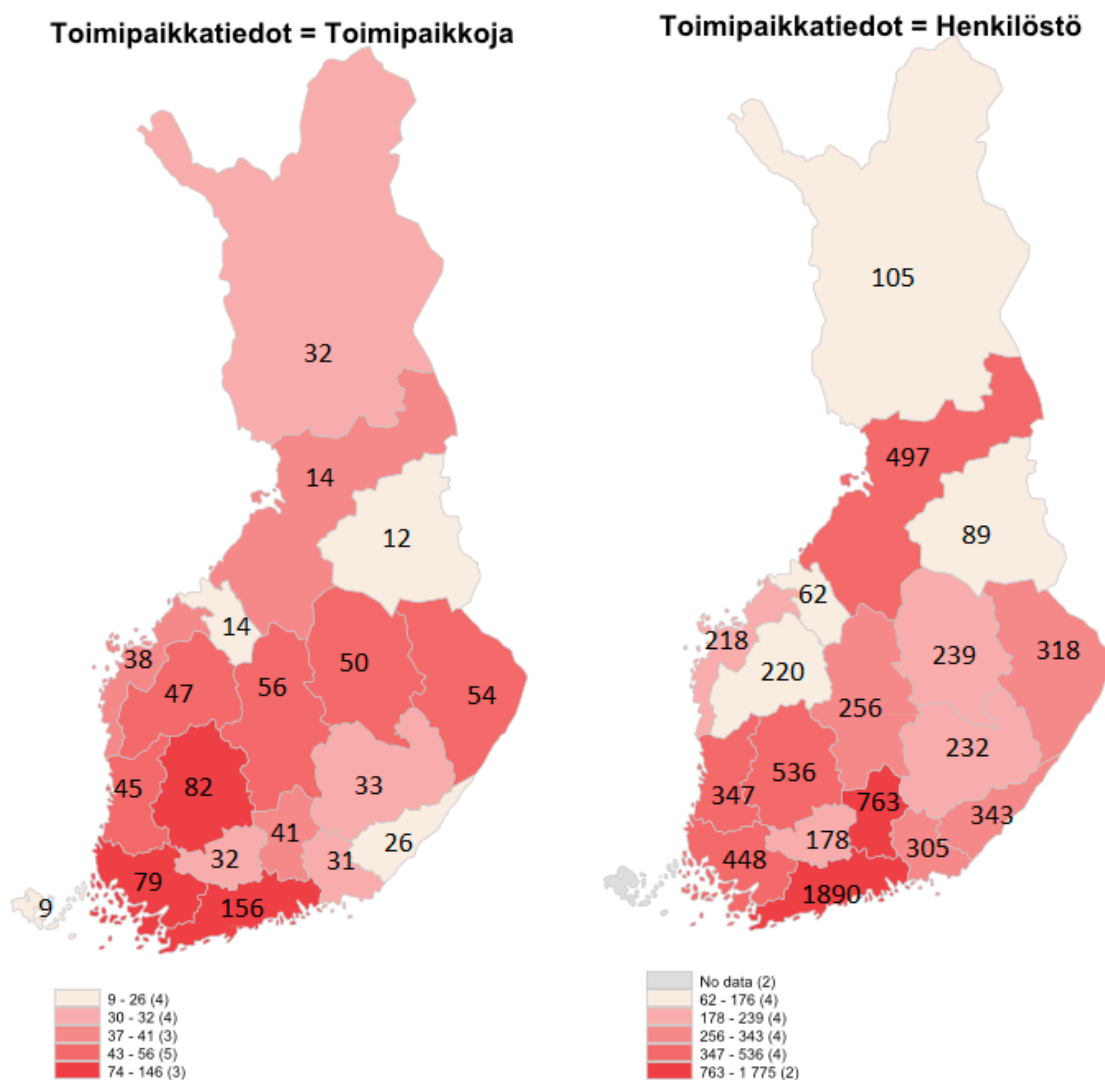 Toimipaikkatiedot = Toimipaikkoja
32
14
12
14
38
50
56
47
54
45
82
33
41
26
32
31
79
9
156
9 - 26 (4)
30 - 32 (4)
37 - 41 (3)
43 - 56 (5)
74 - 146 (3)
Toimipaikkatiedot = Henkilöstö
105
497
89
62
218
239
318
220
256
232
536
347
763
343
178
305
448
1890
No data (2)
62 - 176 (4)
178 - 239 (4)
256 - 343 (4)
347 - 536 (4)
763 - 1 775 (2)